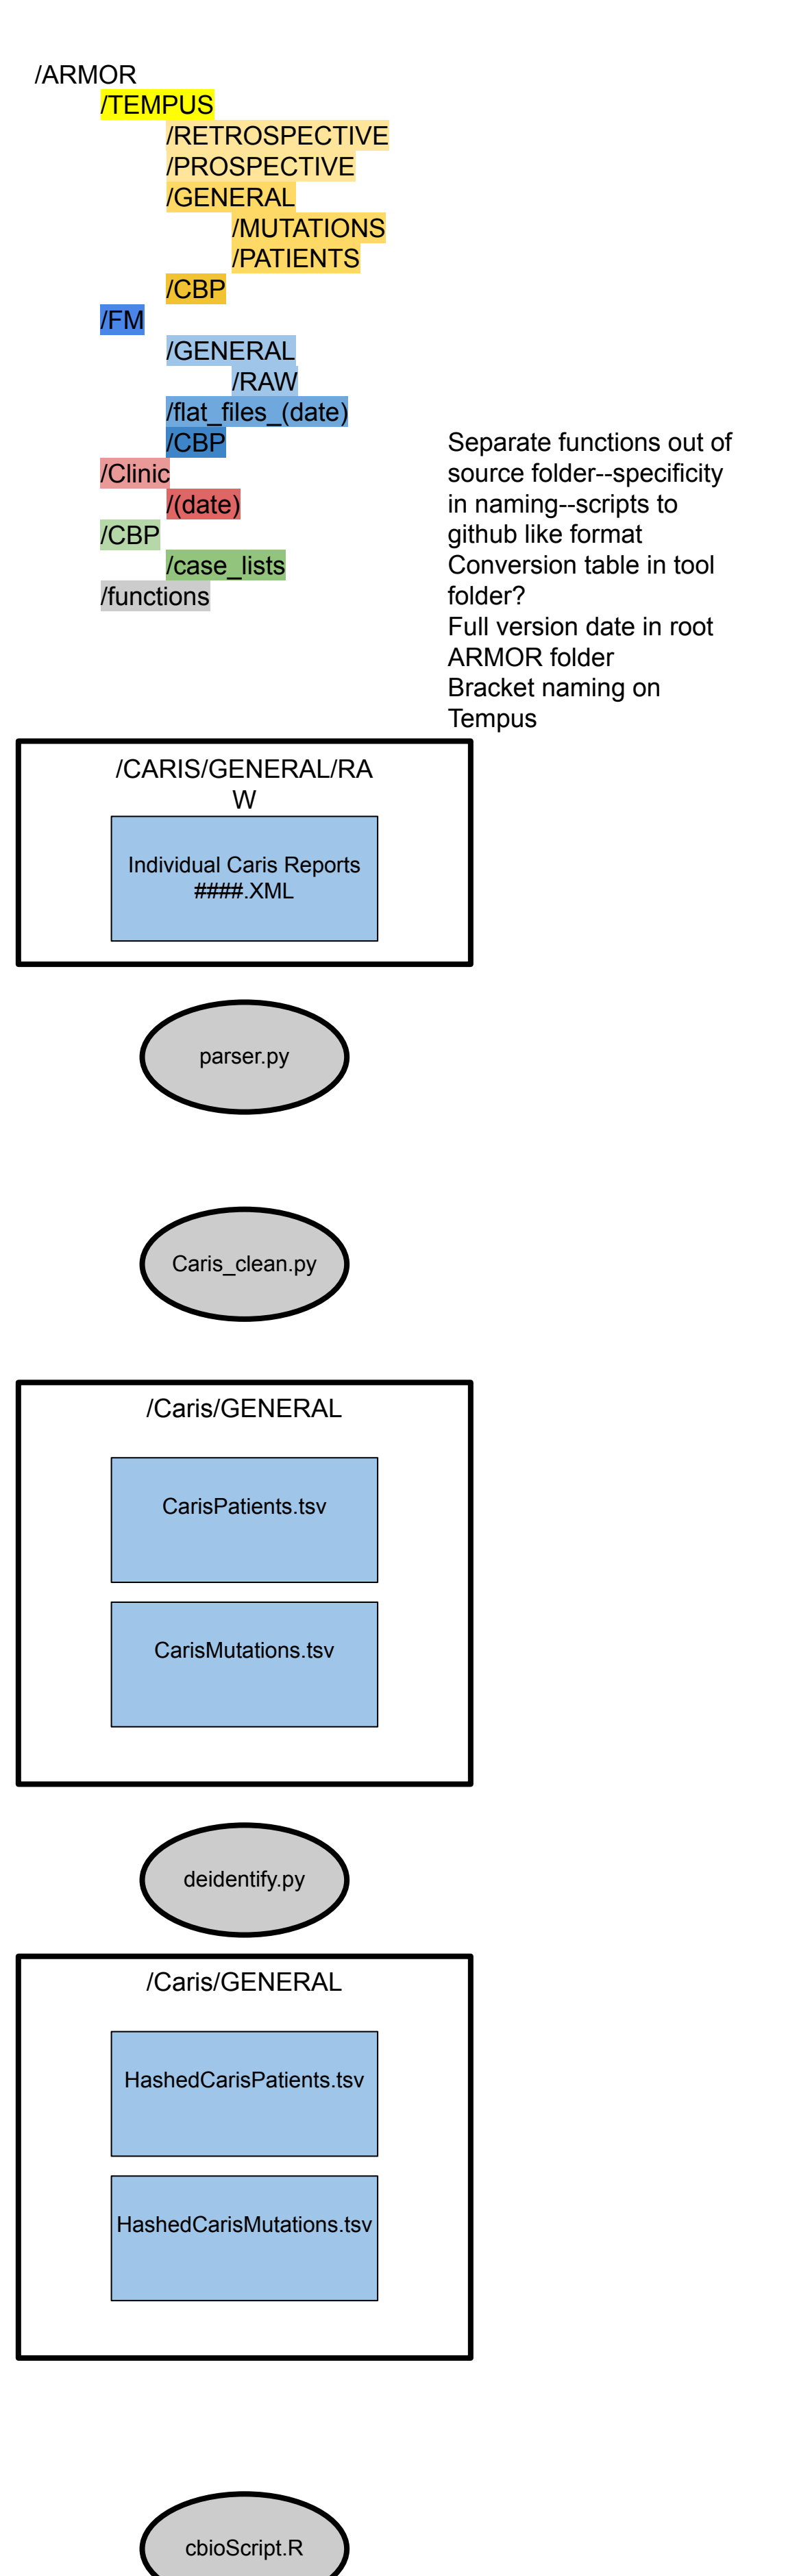 /ARMOR
/TEMPUS
/RETROSPECTIVE
/PROSPECTIVE
/GENERAL
/MUTATIONS
/PATIENTS
/CBP
/FM
/GENERAL
/RAW
/flat_files_(date)
/CBP
/Clinic
/(date)
/CBP
/case_lists
/functions
Separate functions out of
source folder--specificity
in naming--scripts to
github like format
Conversion table in tool
folder?
Full version date in root
ARMOR folder
Bracket naming on
Tempus
/CARIS/GENERAL/RA
W
Individual Caris Reports
####.XML
parser.py
Caris_clean.py
/Caris/GENERAL
CarisPatients.tsv
CarisMutations.tsv
deidentify.py
/Caris/GENERAL
HashedCarisPatients.tsv
HashedCarisMutations.tsv
cbioScript.R